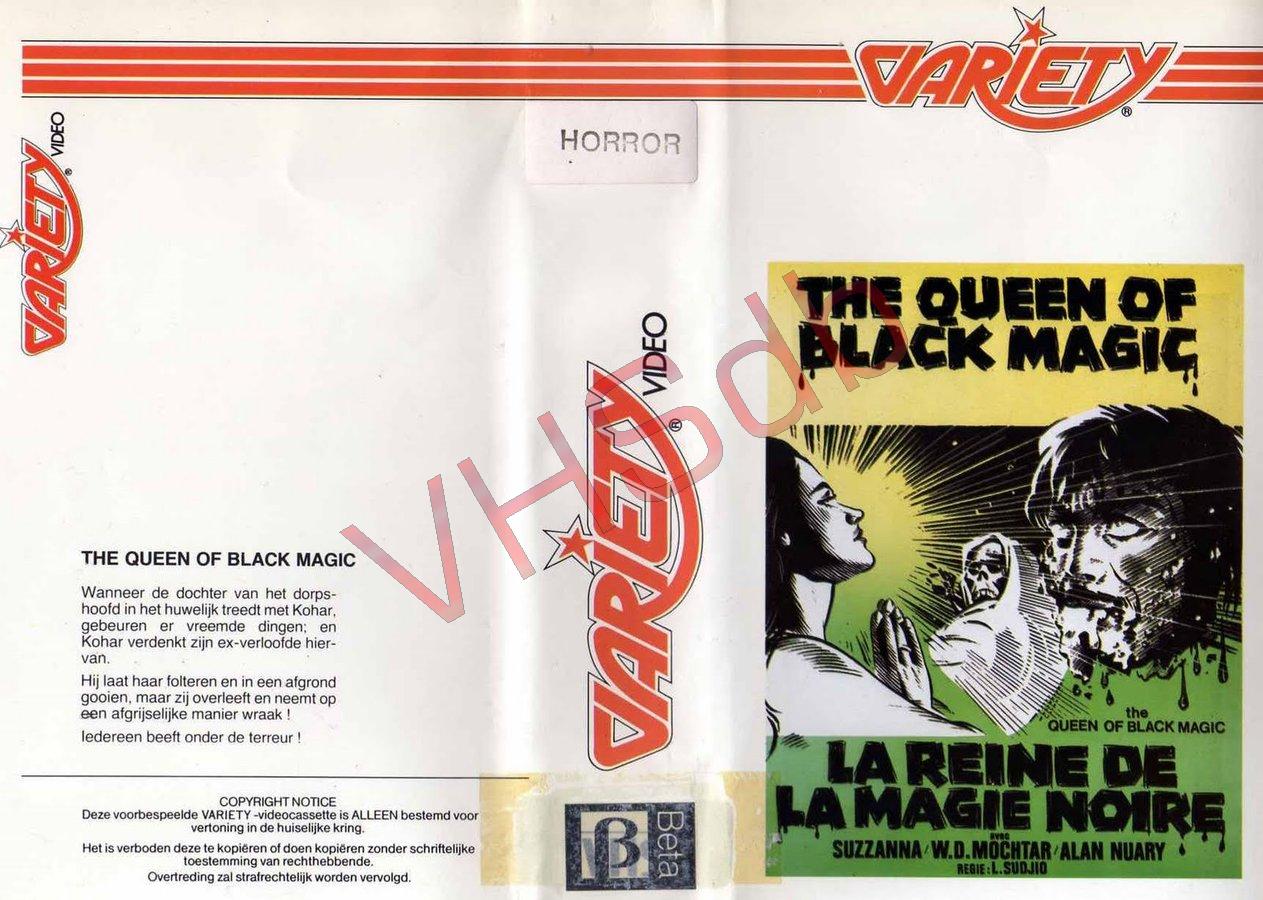 VARIETY ®
VARIETY ® VIDEO
THE QUEEN OF BLACK MAGIC
Wanneer de dochter van het dorps-
hoofd in het huwelijk treedt met Kohar,
gebeuren er vreemde dingen; en
Kohar verdenkt zijn ex-verloofde hier-
van.
Hij laat haar folteren en in een afgrond
gooien, maar zij overleeft en neemt op
een afgrijselijke manier wraak !
Iedereen beeft onder de terreur !
COPYRIGHT NOTICE
Deze voorbespeelde VARIETY -videocassette is ALLEEN bestemd voor
vertoning in de huiselijke kring.
Het is verboden deze te kopiëren of doen kopiëren zonder schriftelijke
toestemming van rechthebbende.
Overtreding zal strafrechtelijk worden vervolgd.
HORROR
VARIETY ® VIDEO
β Beta
THE QUEEN OF
BLACK MAGIC
the
QUEEN OF BLACK MAGIC
LA REINE DE
LA MAGIE NOIRE
avec
SUZZANNA / W.D. MOCHTAR / ALAN NUARY
REGIE : L. SUDJIO
VHSdb